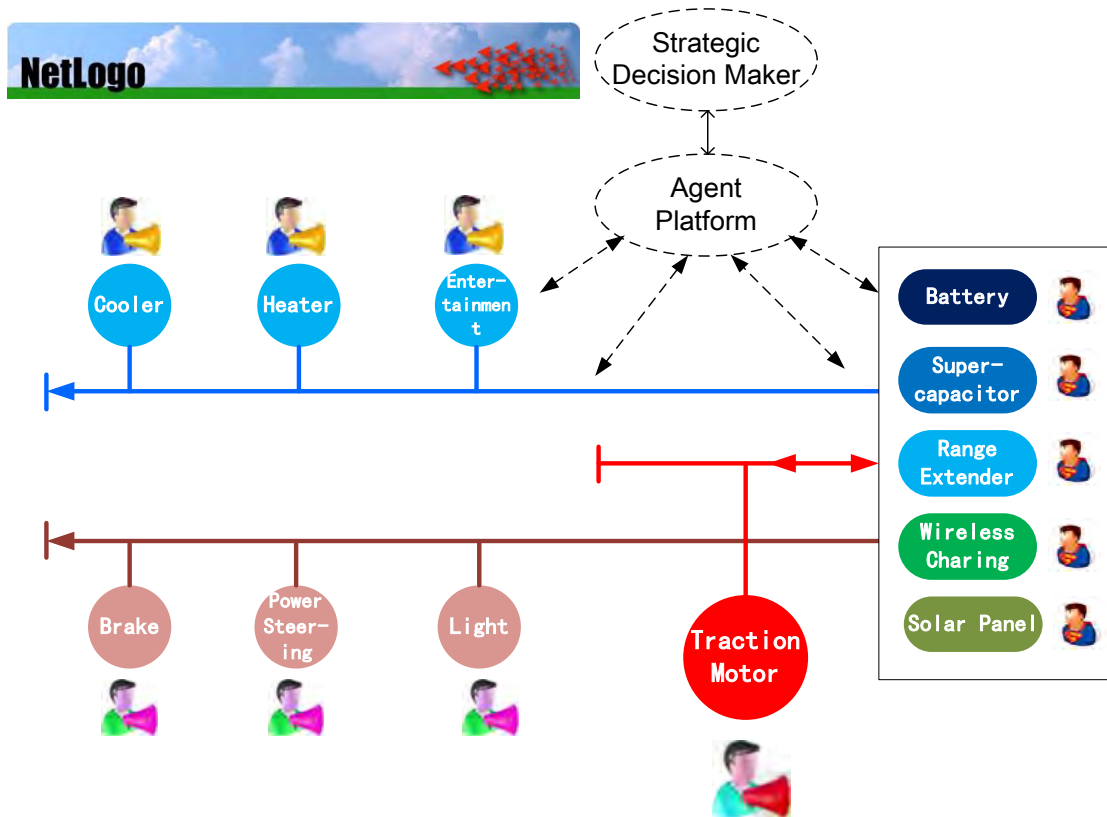 NetLogo
Strategic
Decision Maker
Agent
Platform
Cooler
Heater
Enter-
tainmen
t
Battery
Super-
capacitor
Range
Extender
Wireless
Charing
Solar Panel
Brake
Power
Steer-
ing
Light
Traction
Motor